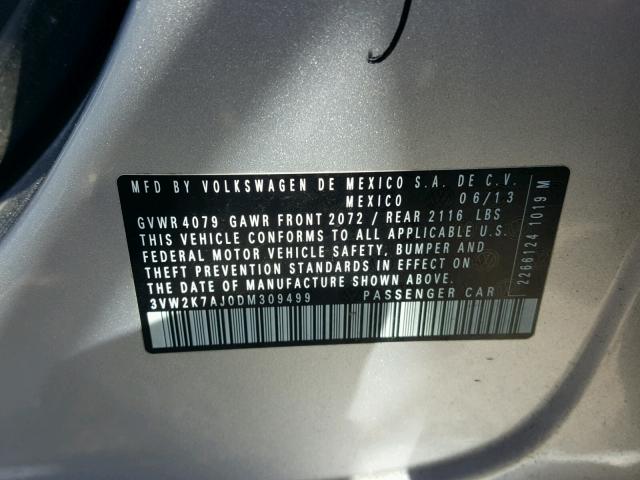 MFD BY VOLKSWAGEN DE MEXICO S.A. DE C.V.
MEXICO 06/13
GVWR 4079 GAWR FRONT 2072 / REAR 2116 LBS
THIS VEHICLE CONFORMS TO ALL APPLICABLE U.S.
FEDERAL MOTOR VEHICLE SAFETY, BUMPER AND
THEFT PREVENTION STANDARDS IN EFFECT ON
THE DATE OF MANUFACTURE SHOWN ABOVE.
3VW2K7AJ0DM309499 PASSENGER CAR
2266124 1019 M